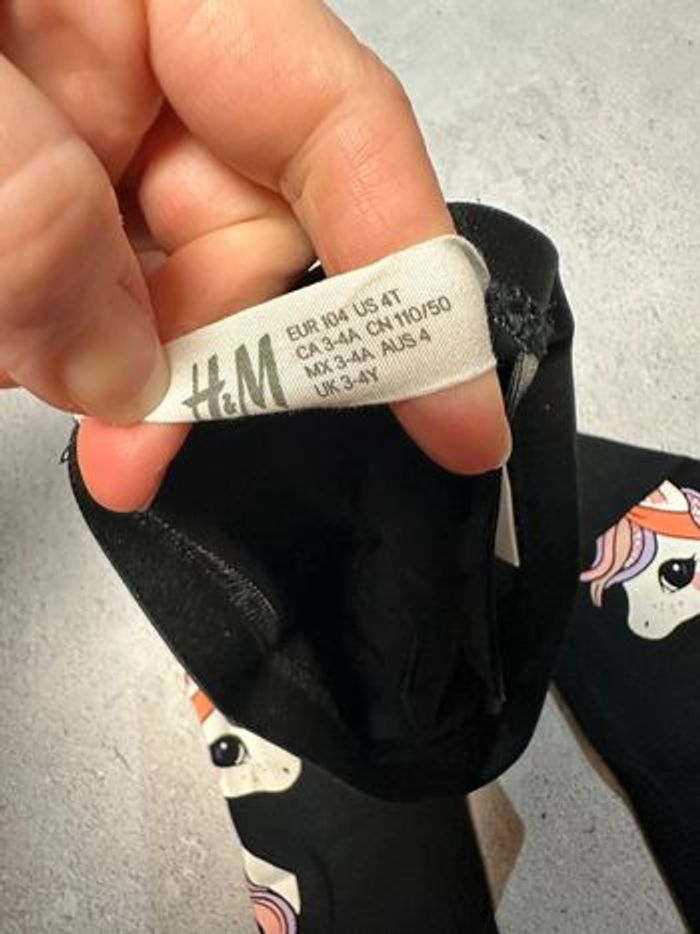 H&M
EUR 104 US 4T
CA 3-4A CN 110/50
MX 3-4A AUS 4
UK 3-4Y